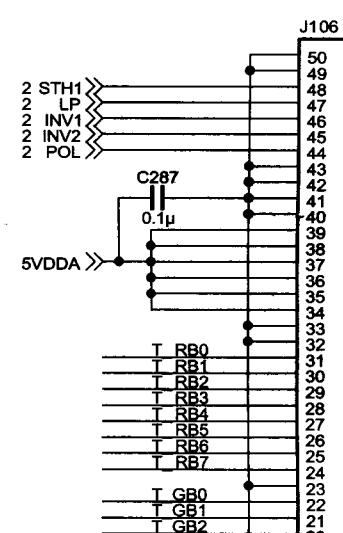 J106
50
49
2 STH1 48
2 LP 47
2 INV1 46
2 INV2 45
2 POL 44
43
C287 42
41
0.1µ 40
39
38
5VDDA 37
36
35
34
33
32
T_RB0 31
T_RB1 30
T_RB2 29
T_RB3 28
T_RB4 27
T_RB5 26
T_RB6 25
T_RB7 24
23
T_GB0 22
T_GB1 21
T_GB2